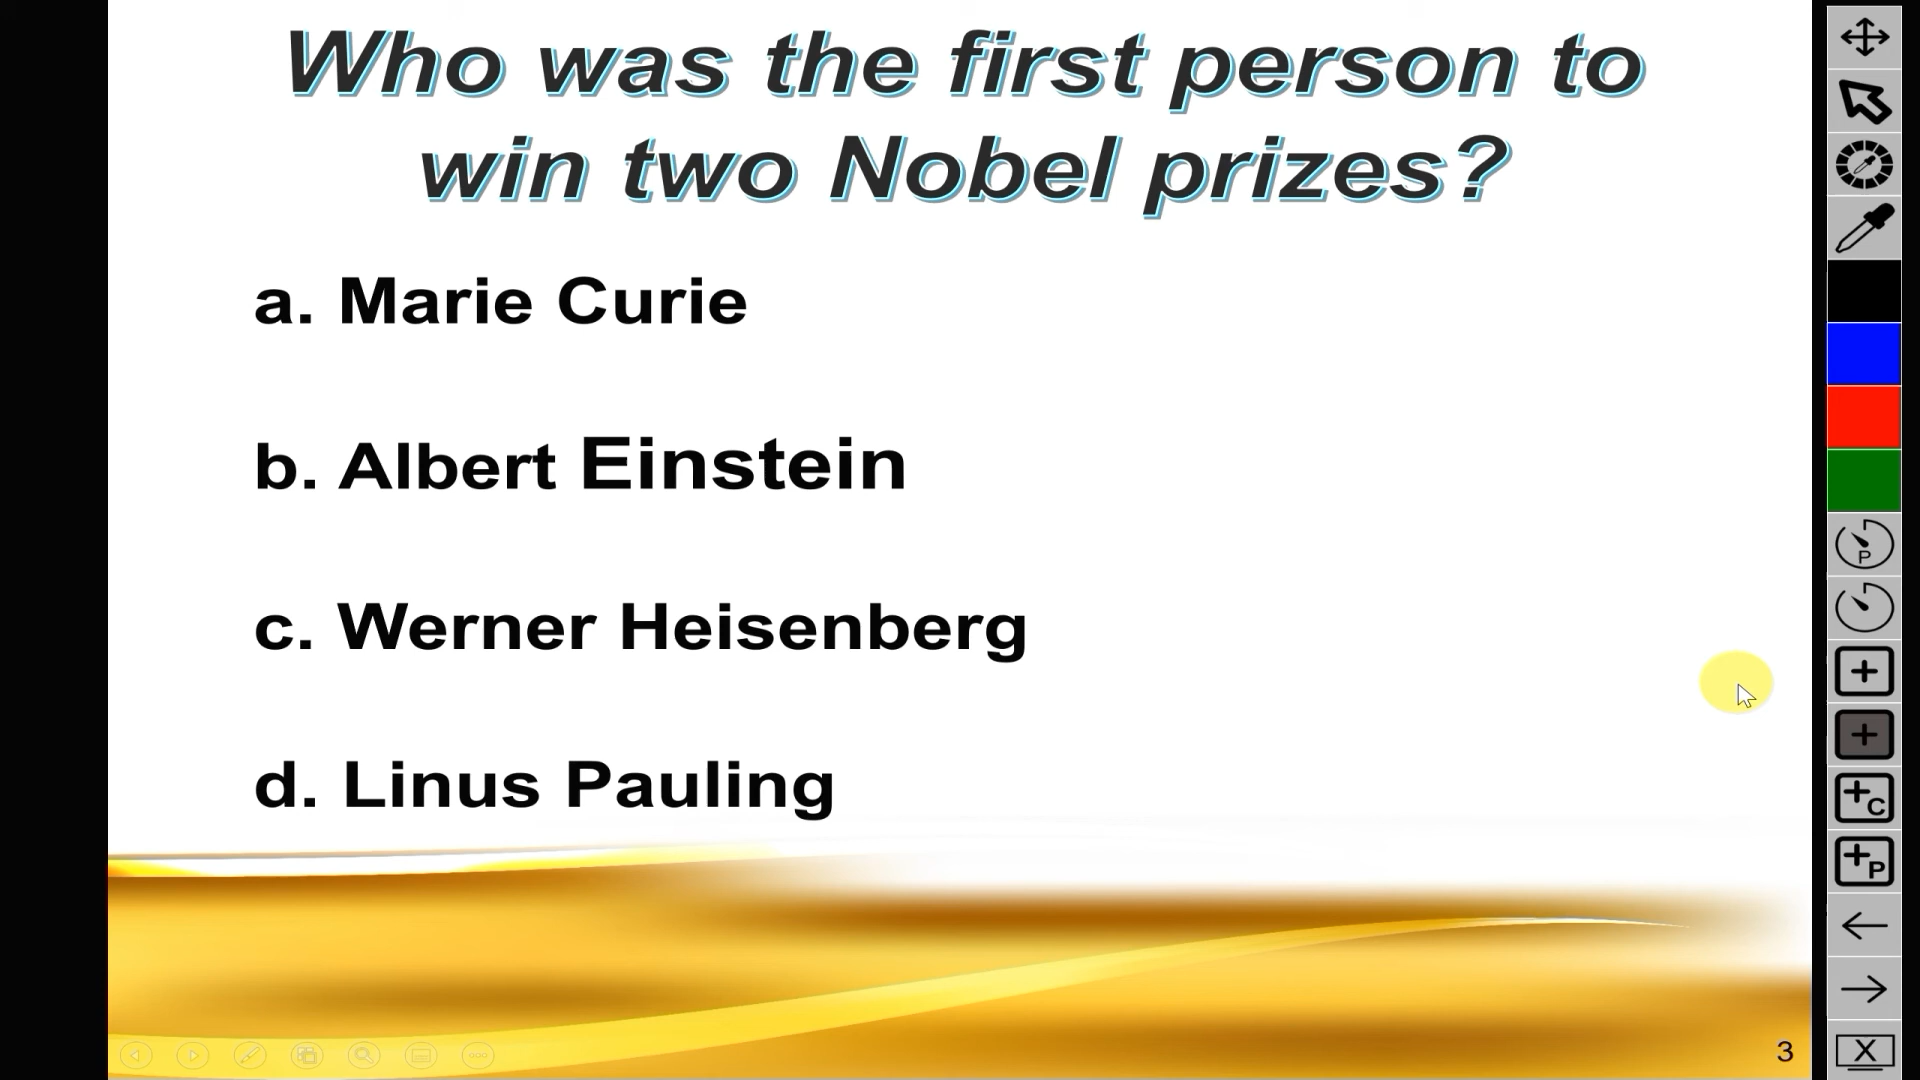 Who was the first person to
win two Nobel prizes?
a. Marie Curie
b. Albert Einstein
c. Werner Heisenberg
d. Linus Pauling
3
P
C
P
X